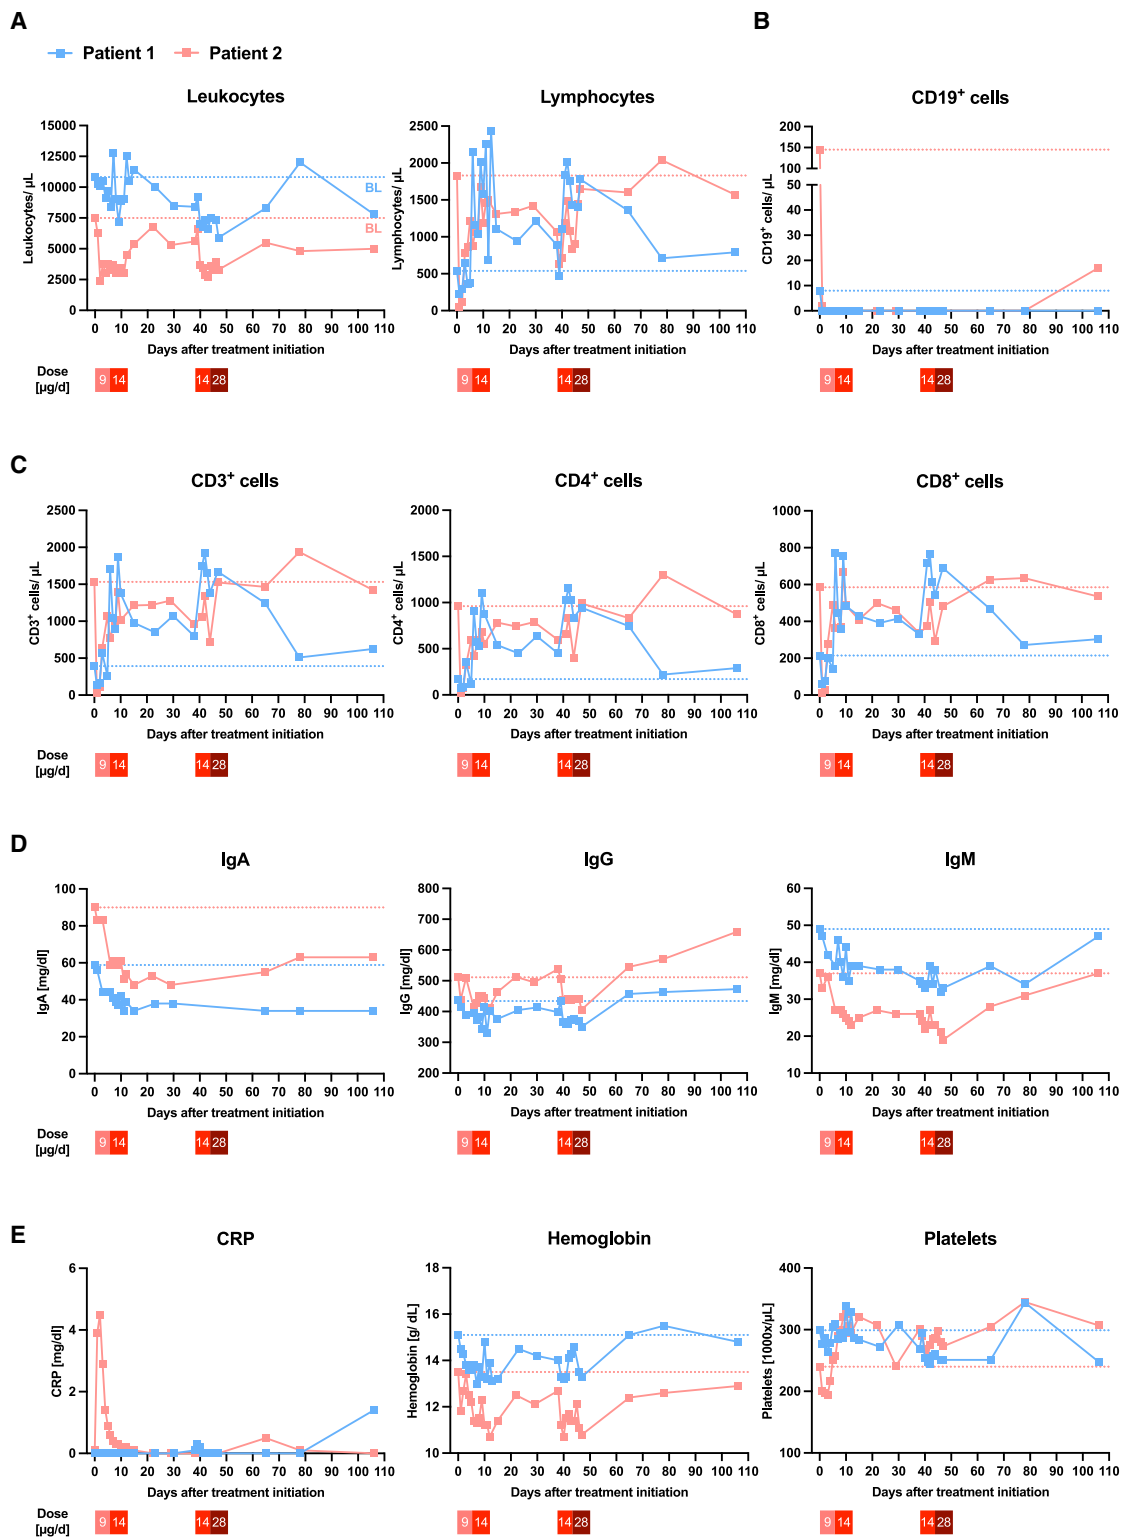 A
B
Patient 1
Patient 2
Leukocytes
Lymphocytes
CD19⁺ cells
Leukocytes/ µL
15000
12500
10000
7500
5000
2500
0
BL
BL
0 10 20 30 40 50 60 70 80 90 100 110
Days after treatment initiation
Lymphocytes/ µL
2500
2000
1500
1000
500
0
0 10 20 30 40 50 60 70 80 90 100 110
Days after treatment initiation
CD19⁺ cells/ µL
200
150
100
50
40
30
20
10
0
0 10 20 30 40 50 60 70 80 90 100 110
Days after treatment initiation
Dose
[µg/d]
9 14 14 28
9 14 14 28
9 14 14 28
C
CD3⁺ cells
CD4⁺ cells
CD8⁺ cells
CD3⁺ cells/ µL
2500
2000
1500
1000
500
0
0 10 20 30 40 50 60 70 80 90 100 110
Days after treatment initiation
CD4⁺ cells/ µL
2000
1500
1000
500
0
0 10 20 30 40 50 60 70 80 90 100 110
Days after treatment initiation
CD8⁺ cells/ µL
1000
800
600
400
200
0
0 10 20 30 40 50 60 70 80 90 100 110
Days after treatment initiation
Dose
[µg/d]
9 14 14 28
9 14 14 28
9 14 14 28
D
IgA
IgG
IgM
IgA [mg/dl]
100
80
60
40
20
0
0 10 20 30 40 50 60 70 80 90 100 110
Days after treatment initiation
IgG [mg/dl]
800
700
600
500
400
300
200
0 10 20 30 40 50 60 70 80 90 100 110
Days after treatment initiation
IgM [mg/dl]
60
50
40
30
20
10
0 10 20 30 40 50 60 70 80 90 100 110
Days after treatment initiation
Dose
[µg/d]
9 14 14 28
9 14 14 28
9 14 14 28
E
CRP
Hemoglobin
Platelets
CRP [mg/dl]
6
4
2
0
0 10 20 30 40 50 60 70 80 90 100 110
Days after treatment initiation
Hemoglobin [g/ dL]
18
16
14
12
10
0 10 20 30 40 50 60 70 80 90 100 110
Days after treatment initiation
Platelets [1000x/µL]
400
300
200
100
0 10 20 30 40 50 60 70 80 90 100 110
Days after treatment initiation
Dose
[µg/d]
9 14 14 28
9 14 14 28
9 14 14 28